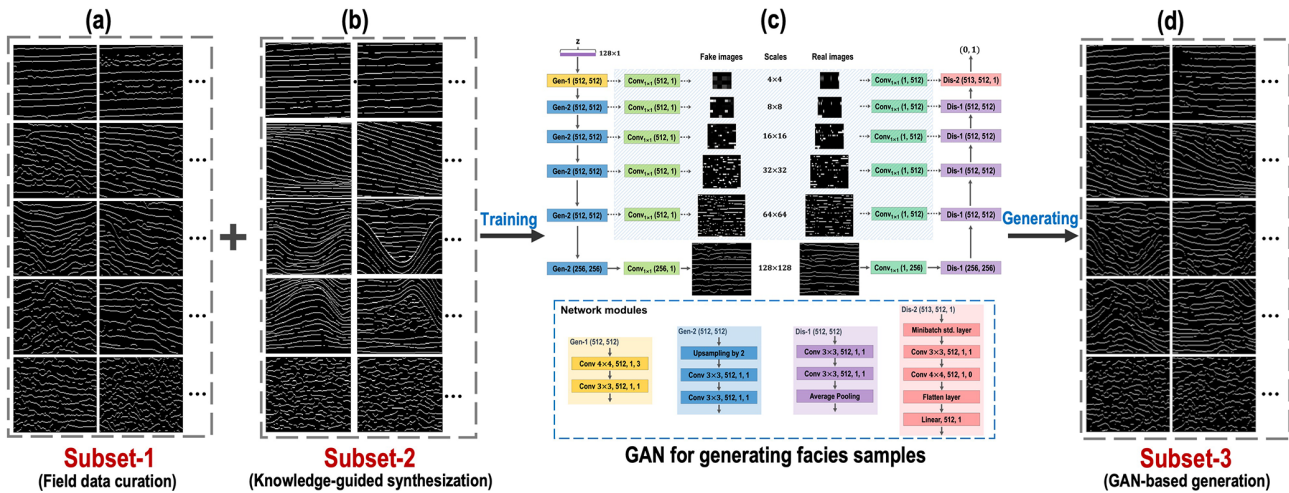 (a)
(b)
(c)
(d)
z
128×1
Fake images
Scales
Real images
(0, 1)
Gen-1 (512, 512)
Conv1×1 (512, 1)
4×4
Conv1×1 (1, 512)
Dis-2 (513, 512, 1)
Gen-2 (512, 512)
Conv1×1 (512, 1)
8×8
Conv1×1 (1, 512)
Dis-1 (512, 512)
Gen-2 (512, 512)
Conv1×1 (512, 1)
16×16
Conv1×1 (1, 512)
Dis-1 (512, 512)
Gen-2 (512, 512)
Conv1×1 (512, 1)
32×32
Conv1×1 (1, 512)
Dis-1 (512, 512)
Gen-2 (512, 512)
Conv1×1 (512, 1)
64×64
Conv1×1 (1, 512)
Dis-1 (512, 512)
Gen-2 (256, 256)
Conv1×1 (256, 1)
128×128
Conv1×1 (1, 256)
Dis-1 (256, 256)
+
Training
Generating
Network modules
Gen-1 (512, 512)
Conv 4×4, 512, 1, 3
Conv 3×3, 512, 1, 1
Gen-2 (512, 512)
Upsampling by 2
Conv 3×3, 512, 1, 1
Conv 3×3, 512, 1, 1
Dis-1 (512, 512)
Conv 3×3, 512, 1, 1
Conv 3×3, 512, 1, 1
Average Pooling
Dis-2 (513, 512, 1)
Minibatch std. layer
Conv 3×3, 512, 1, 1
Conv 4×4, 512, 1, 0
Flatten layer
Linear, 512, 1
Subset-1
(Field data curation)
Subset-2
(Knowledge-guided synthesization)
GAN for generating facies samples
Subset-3
(GAN-based generation)